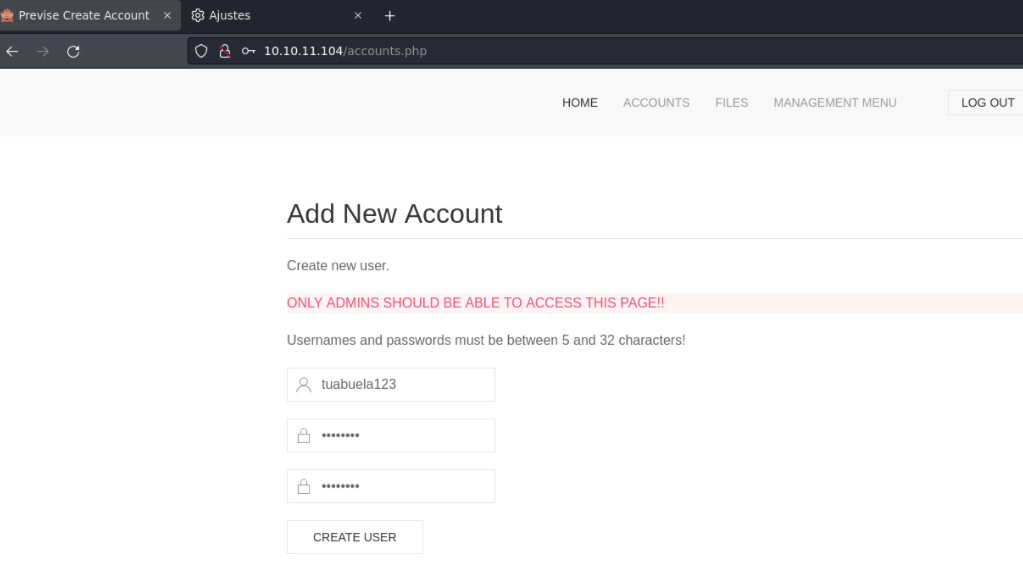 Previse Create Account
Ajustes
10.10.11.104/accounts.php
HOME ACCOUNTS FILES MANAGEMENT MENU LOG OUT
Add New Account
Create new user.
ONLY ADMINS SHOULD BE ABLE TO ACCESS THIS PAGE!!
Usernames and passwords must be between 5 and 32 characters!
tuabuela123
••••••••
••••••••
CREATE USER